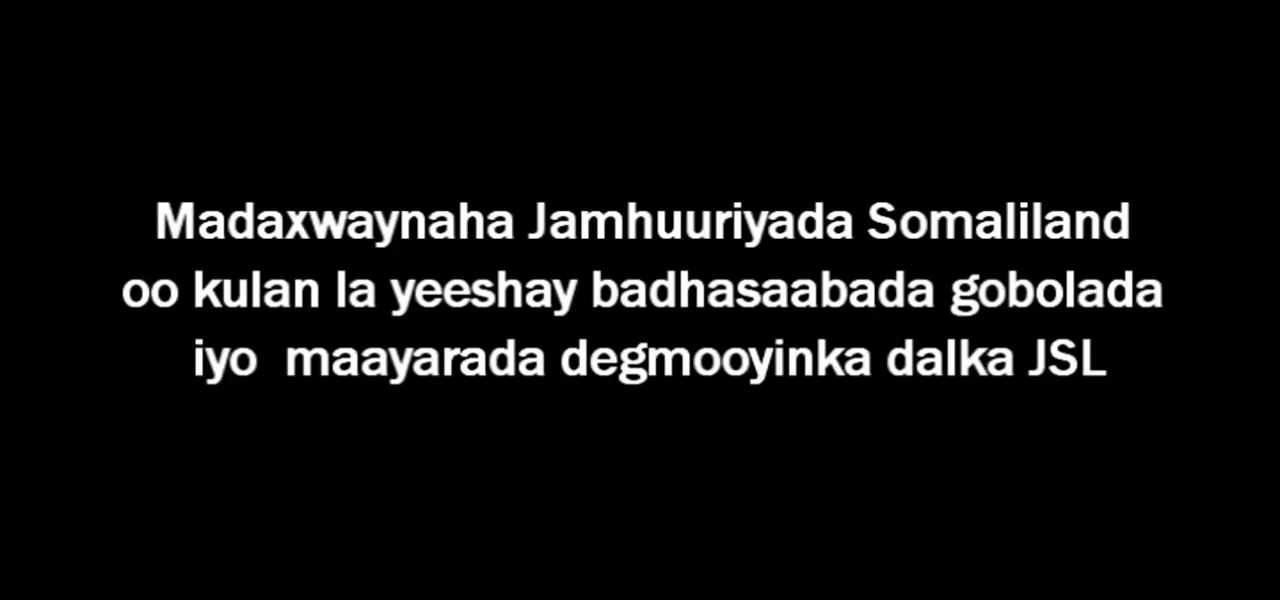 Madaxwaynaha Jamhuuriyada Somaliland
oo kulan la yeeshay badhasaabada gobolada
iyo maayarada degmooyinka dalka JSL